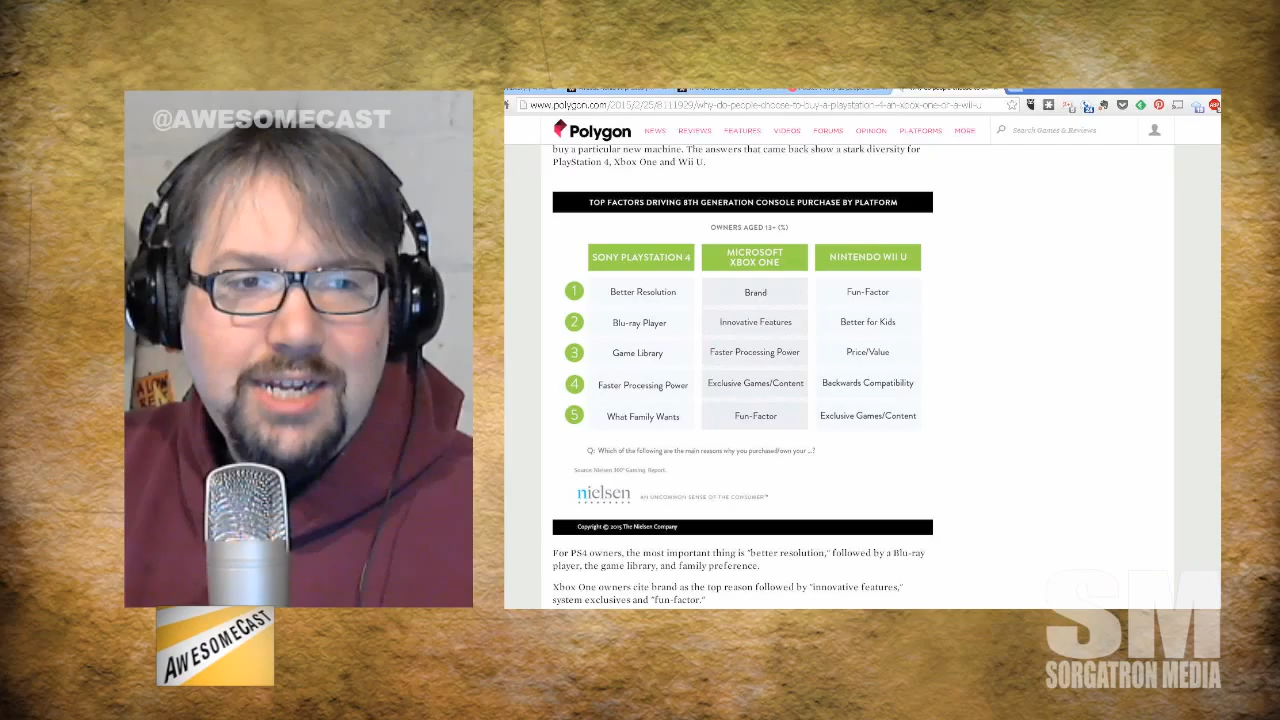 @AWESOMECAST
www.polygon.com/2015/2/25/8111929/why-do-people-choose-to-buy-a-playstation-4-an-xbox-one-or-a-wii-u
Polygon NEWS REVIEWS FEATURES VIDEOS FORUMS OPINION PLATFORMS MORE Search Games & Reviews
buy a particular new machine. The answers that came back show a stark diversity for
PlayStation 4, Xbox One and Wii U.
TOP FACTORS DRIVING 8TH GENERATION CONSOLE PURCHASE BY PLATFORM
OWNERS AGED 13+ (%)
SONY PLAYSTATION 4 MICROSOFT XBOX ONE NINTENDO WII U
1 Better Resolution Brand Fun-Factor
2 Blu-ray Player Innovative Features Better for Kids
3 Game Library Faster Processing Power Price/Value
4 Faster Processing Power Exclusive Games/Content Backwards Compatibility
5 What Family Wants Fun-Factor Exclusive Games/Content
Q: Which of the following are the main reasons why you purchased/own your ...?
Source: Nielsen 360° Gaming Report.
nielsen AN UNCOMMON SENSE OF THE CONSUMER™
Copyright © 2015 The Nielsen Company
For PS4 owners, the most important thing is "better resolution," followed by a Blu-ray
player, the game library, and family preference.
Xbox One owners cite brand as the top reason followed by "innovative features,"
system exclusives and "fun-factor."
AWESOMECAST
SM
SORGATRON MEDIA